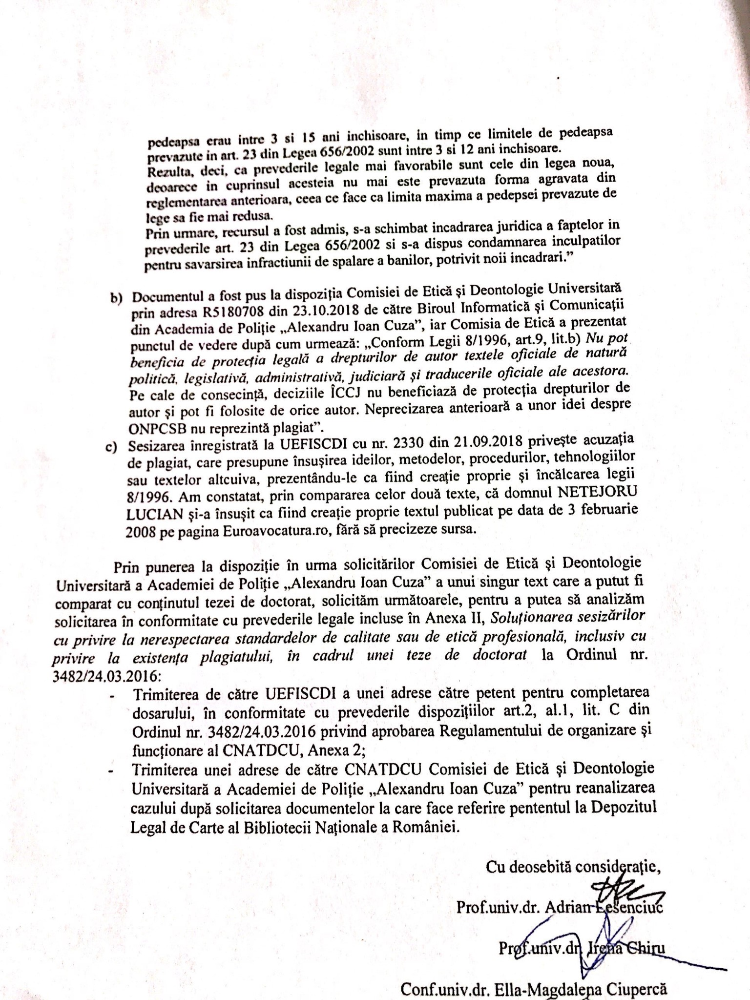 pedeapsa erau intre 3 si 15 ani inchisoare, in timp ce limitele de pedeapsa
prevazute in art. 23 din Legea 656/2002 sunt intre 3 si 12 ani inchisoare.
Rezulta, deci, ca prevederile legale mai favorabile sunt cele din legea noua,
deoarece in cuprinsul acesteia nu mai este prevazuta forma agravata din
reglementarea anterioara, ceea ce face ca limita maxima a pedepsei prevazute de
lege sa fie mai redusa.
Prin urmare, recursul a fost admis, s-a schimbat incadrarea juridica a faptelor in
prevederile art. 23 din Legea 656/2002 si s-a dispus condamnarea inculpatilor
pentru savarsirea infractiunii de spalare a banilor, potrivit noii incadrari.”
b) Documentul a fost pus la dispoziția Comisiei de Etică și Deontologie Universitară
prin adresa R5180708 din 23.10.2018 de către Biroul Informatică și Comunicații
din Academia de Poliție „Alexandru Ioan Cuza”, iar Comisia de Etică a prezentat
punctul de vedere după cum urmează: „Conform Legii 8/1996, art.9, lit.b) Nu pot
beneficia de protecția legală a drepturilor de autor textele oficiale de natură
politică, legislativă, administrativă, judiciară și traducerile oficiale ale acestora.
Pe cale de consecință, deciziile ÎCCJ nu beneficiază de protecția drepturilor de
autor și pot fi folosite de orice autor. Neprecizarea anterioară a unor idei despre
ONPCSB nu reprezintă plagiat”.
c) Sesizarea înregistrată la UEFISCDI cu nr. 2330 din 21.09.2018 privește acuzația
de plagiat, care presupune însușirea ideilor, metodelor, procedurilor, tehnologiilor
sau textelor altcuiva, prezentându-le ca fiind creație proprie și încălcarea legii
8/1996. Am constatat, prin compararea celor două texte, că domnul NETEJORU
LUCIAN și-a însușit ca fiind creație proprie textul publicat pe data de 3 februarie
2008 pe pagina Euroavocatura.ro, fără să precizeze sursa.
Prin punerea la dispoziție în urma solicitărilor Comisiei de Etică și Deontologie
Universitară a Academiei de Poliție „Alexandru Ioan Cuza” a unui singur text care a putut fi
comparat cu conținutul tezei de doctorat, solicităm următoarele, pentru a putea să analizăm
solicitarea în conformitate cu prevederile legale incluse în Anexa II, Soluționarea sesizărilor
cu privire la nerespectarea standardelor de calitate sau de etică profesională, inclusiv cu
privire la existența plagiatului, în cadrul unei teze de doctorat la Ordinul nr.
3482/24.03.2016:
- Trimiterea de către UEFISCDI a unei adrese către petent pentru completarea
dosarului, în conformitate cu prevederile dispozițiilor art.2, al.1, lit. C din
Ordinul nr. 3482/24.03.2016 privind aprobarea Regulamentului de organizare și
funcționare al CNATDCU, Anexa 2;
- Trimiterea unei adrese de către CNATDCU Comisiei de Etică și Deontologie
Universitară a Academiei de Poliție „Alexandru Ioan Cuza” pentru reanalizarea
cazului după solicitarea documentelor la care face referire pententul la Depozitul
Legal de Carte al Bibliotecii Naționale a României.
Cu deosebită considerație,
Prof.univ.dr. Adrian Lesenciuc
Prof.univ.dr. Irena Chiru
Conf.univ.dr. Ella-Magdalena Ciupercă